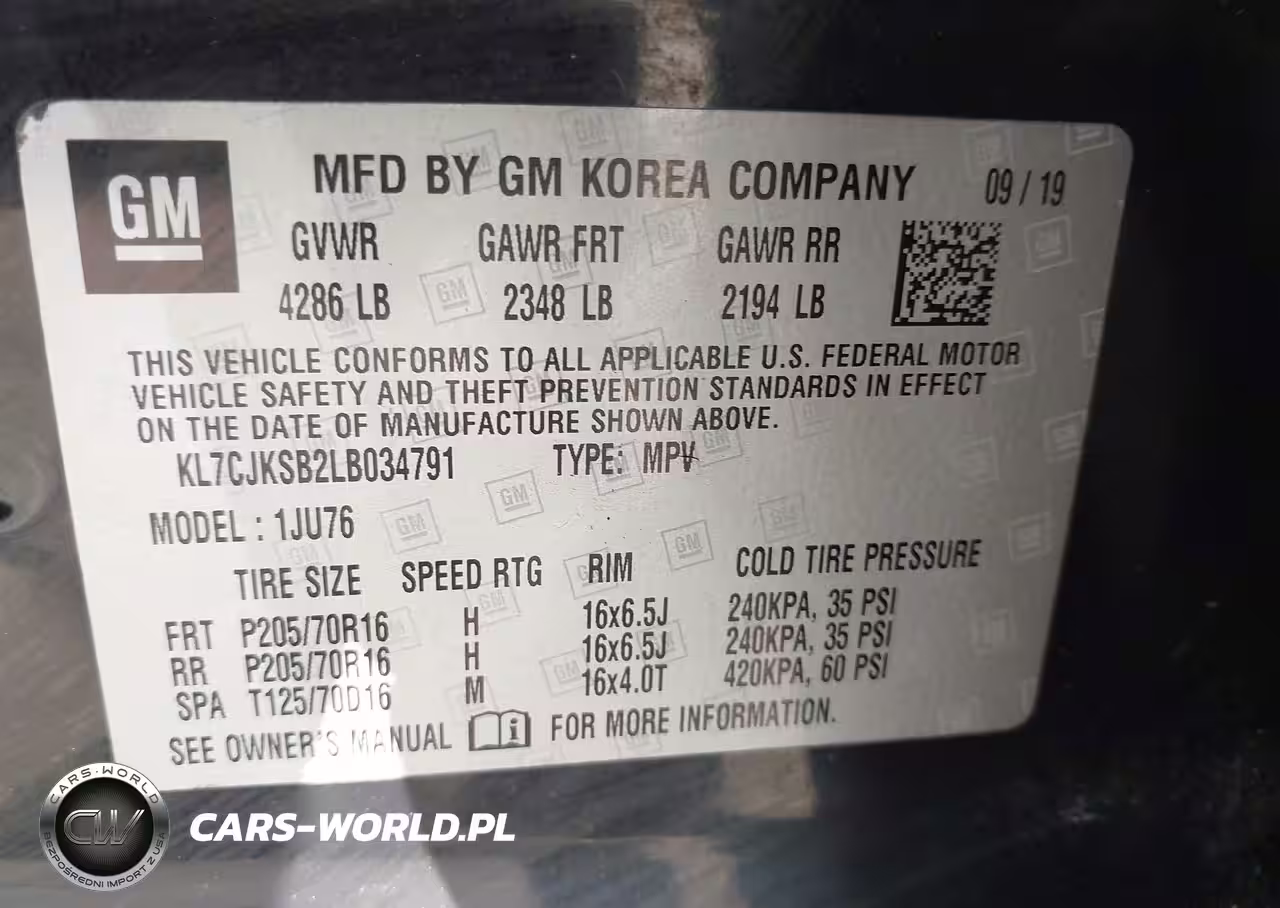 GM
MFD BY GM KOREA COMPANY 09 / 19
GVWR GAWR FRT GAWR RR
4286 LB 2348 LB 2194 LB
THIS VEHICLE CONFORMS TO ALL APPLICABLE U.S. FEDERAL MOTOR
VEHICLE SAFETY AND THEFT PREVENTION STANDARDS IN EFFECT
ON THE DATE OF MANUFACTURE SHOWN ABOVE.
KL7CJKSB2LB034791 TYPE: MPV
MODEL : 1JU76
TIRE SIZE SPEED RTG RIM COLD TIRE PRESSURE
FRT P205/70R16 H 16x6.5J 240KPA, 35 PSI
RR P205/70R16 H 16x6.5J 240KPA, 35 PSI
SPA T125/70D16 M 16x4.0T 420KPA, 60 PSI
SEE OWNER'S MANUAL i FOR MORE INFORMATION.
CARS-WORLD
CW
BEZPOŚREDNI IMPORT Z USA
CARS-WORLD.PL